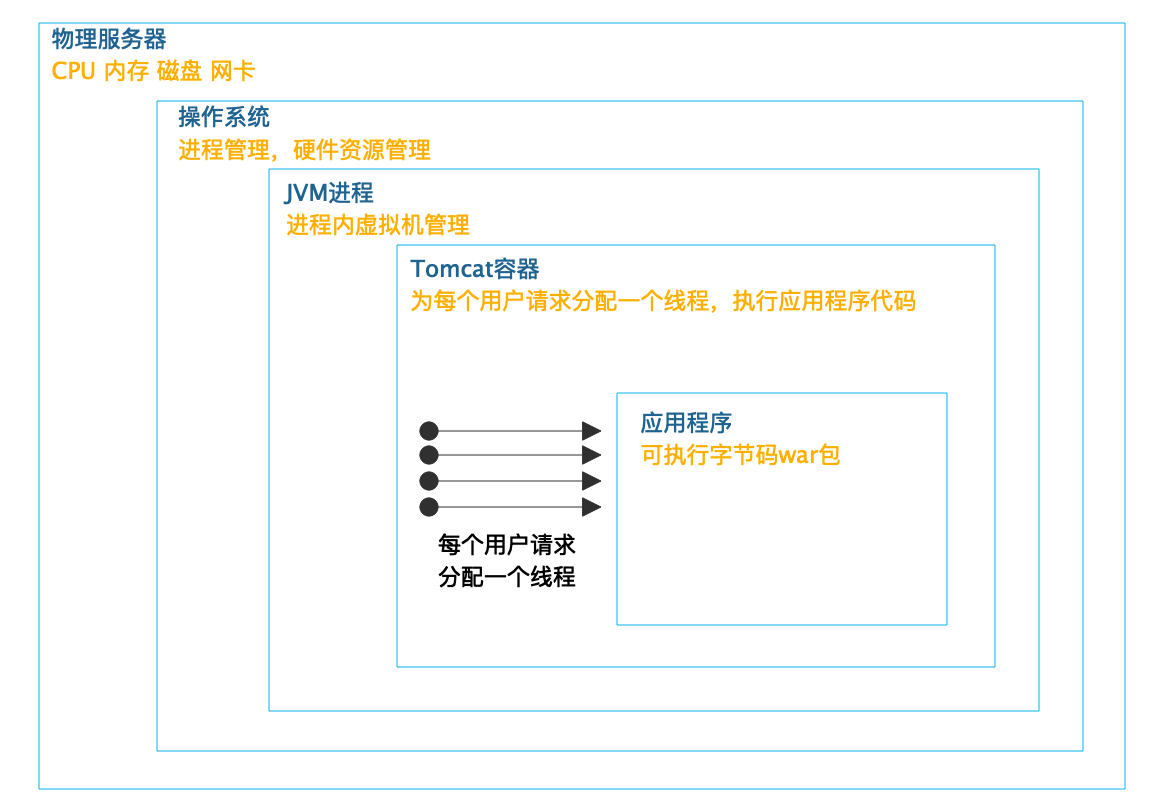 物理服务器
CPU 内存 磁盘 网卡
操作系统
进程管理，硬件资源管理
JVM进程
进程内虚拟机管理
Tomcat容器
为每个用户请求分配一个线程，执行应用程序代码
应用程序
可执行字节码war包
每个用户请求
分配一个线程